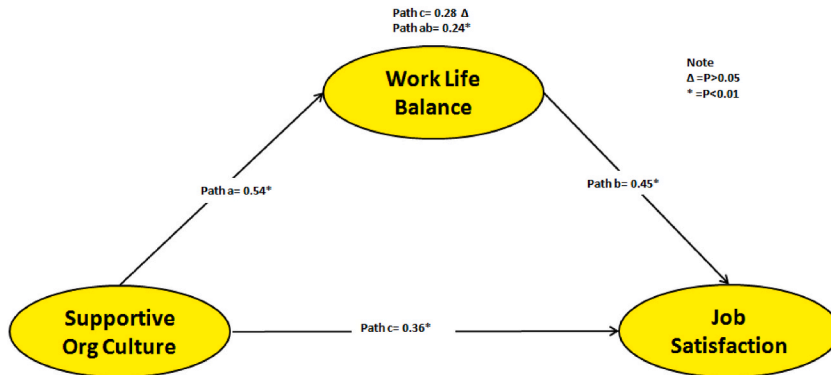 Path c= 0.28 Δ
Path ab= 0.24*
Work Life
Balance
Note
Δ =P>0.05
* =P<0.01
Path a= 0.54*
Path b= 0.45*
Supportive
Org Culture
Path c= 0.36*
Job
Satisfaction